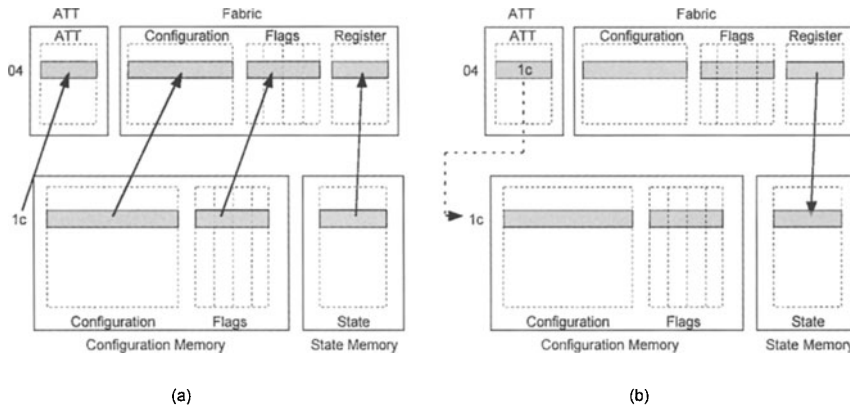 ATT Fabric
ATT Configuration Flags Register
04
1c
Configuration Flags State
Configuration Memory State Memory
(a)
ATT Fabric
ATT Configuration Flags Register
04 1c
1c
Configuration Flags State
Configuration Memory State Memory
(b)